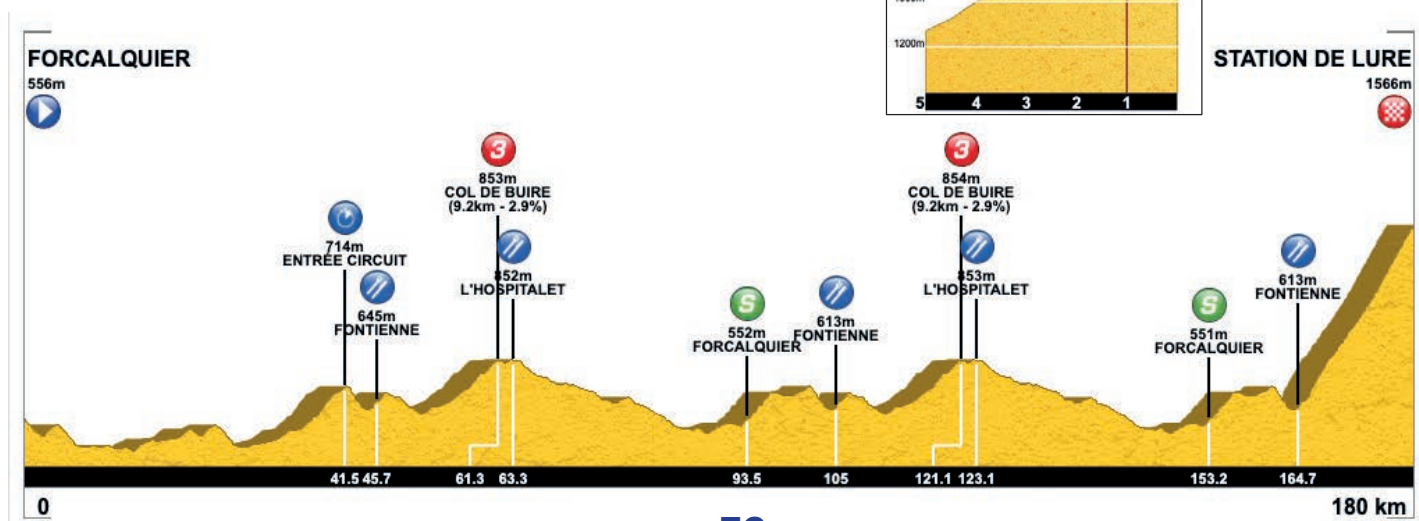 1200m
5 4 3 2 1
FORCALQUIER
556m
STATION DE LURE
1566m
3
853m
COL DE BUIRE
(9.2km - 2.9%)
3
854m
COL DE BUIRE
(9.2km - 2.9%)
714m
ENTRÉE CIRCUIT
645m
FONTIENNE
852m
L'HOSPITALET
S
552m
FORCALQUIER
613m
FONTIENNE
853m
L'HOSPITALET
S
551m
FORCALQUIER
613m
FONTIENNE
41.5 45.7 61.3 63.3 93.5 105 121.1 123.1 153.2 164.7
0
180 km